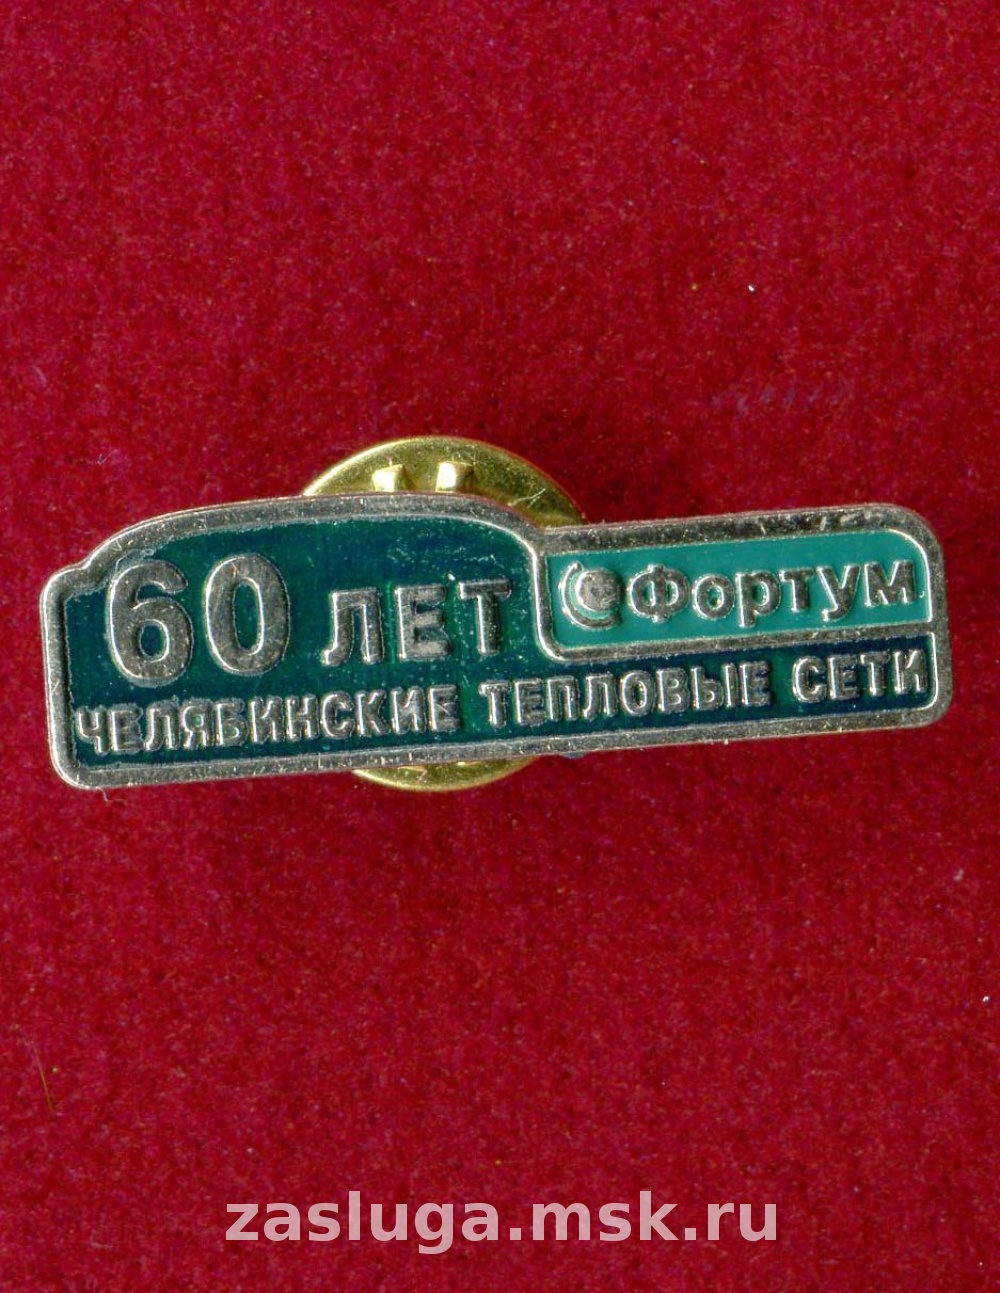 60 ЛЕТ
Фортум
ЧЕЛЯБИНСКИЕ ТЕПЛОВЫЕ СЕТИ
zasluga.msk.ru